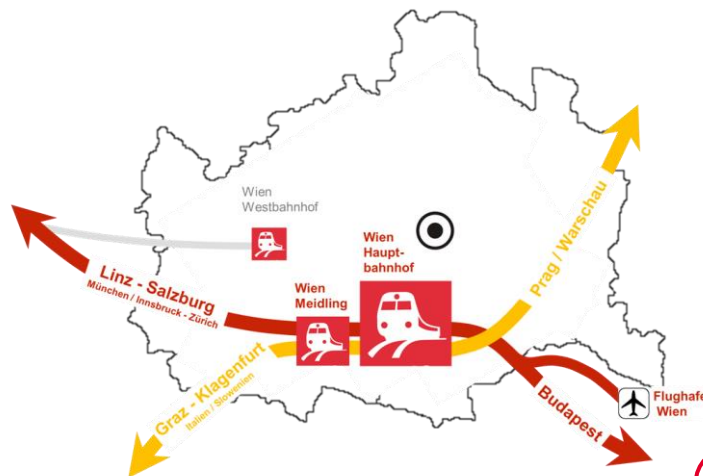 Wien
Westbahnhof
Wien
Haupt-
bahnhof
Wien
Meidling
Linz - Salzburg
München / Innsbruck - Zürich
Graz - Klagenfurt
Italien / Slowenien
Prag / Warschau
Budapest
Flughafe
Wien